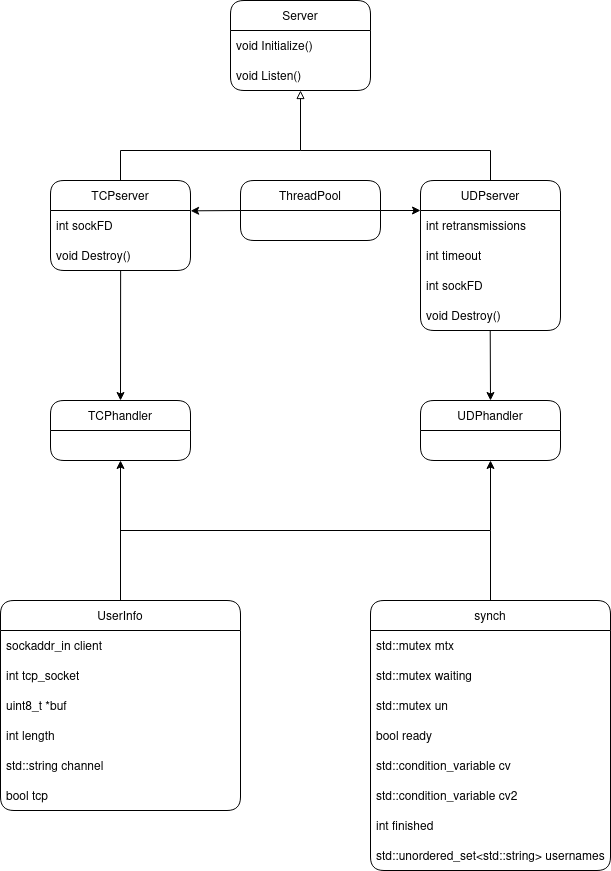 Server
void Initialize()
void Listen()
TCPserver
int sockFD
void Destroy()
ThreadPool
UDPserver
int retransmissions
int timeout
int sockFD
void Destroy()
TCPhandler
UDPhandler
UserInfo
sockaddr_in client
int tcp_socket
uint8_t *buf
int length
std::string channel
bool tcp
synch
std::mutex mtx
std::mutex waiting
std::mutex un
bool ready
std::condition_variable cv
std::condition_variable cv2
int finished
std::unordered_set<std::string> usernames